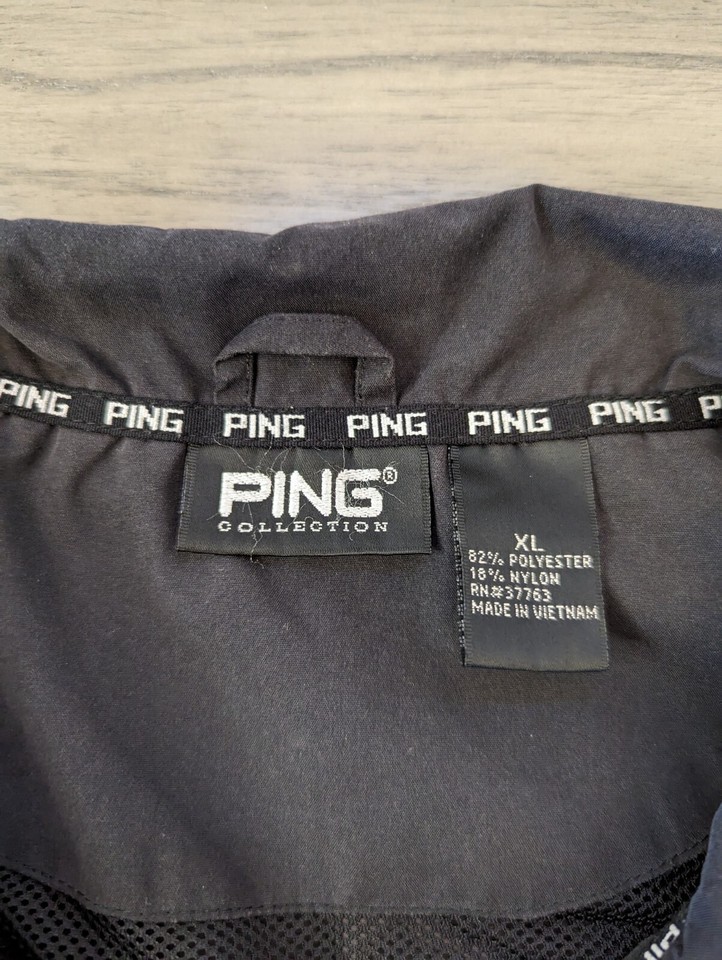 PING PING PING PING PING PING P
PING®
COLLECTION
XL
82% POLYESTER
18% NYLON
RN#37763
MADE IN VIETNAM